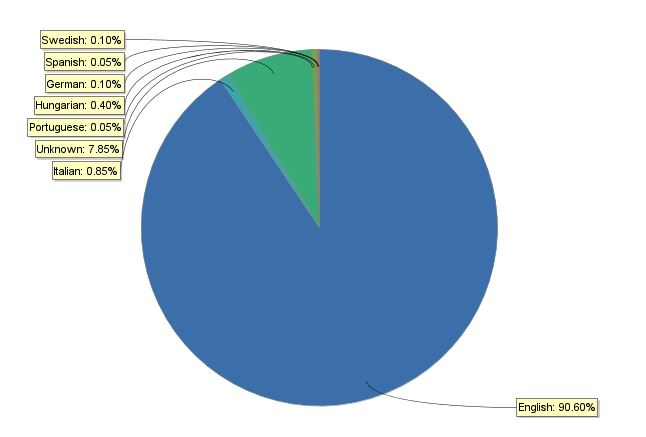 Swedish: 0.10%
Spanish: 0.05%
German: 0.10%
Hungarian: 0.40%
Portuguese: 0.05%
Unknown: 7.85%
Italian: 0.85%
English: 90.60%